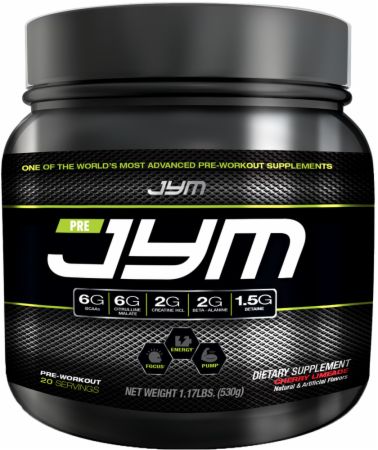 ONE OF THE WORLD'S MOST ADVANCED PRE-WORKOUT SUPPLEMENTS
JYM
PRE
JYM
6G 6G 2G 2G 1.5G
BCAAs CITRULLINE MALATE CREATINE HCL BETA-ALANINE BETAINE
ENERGY
FOCUS PUMP
PRE-WORKOUT
20 SERVINGS
NET WEIGHT 1.17LBS. (530g)
DIETARY SUPPLEMENT
CHERRY LIMEADE
Natural & Artificial Flavors